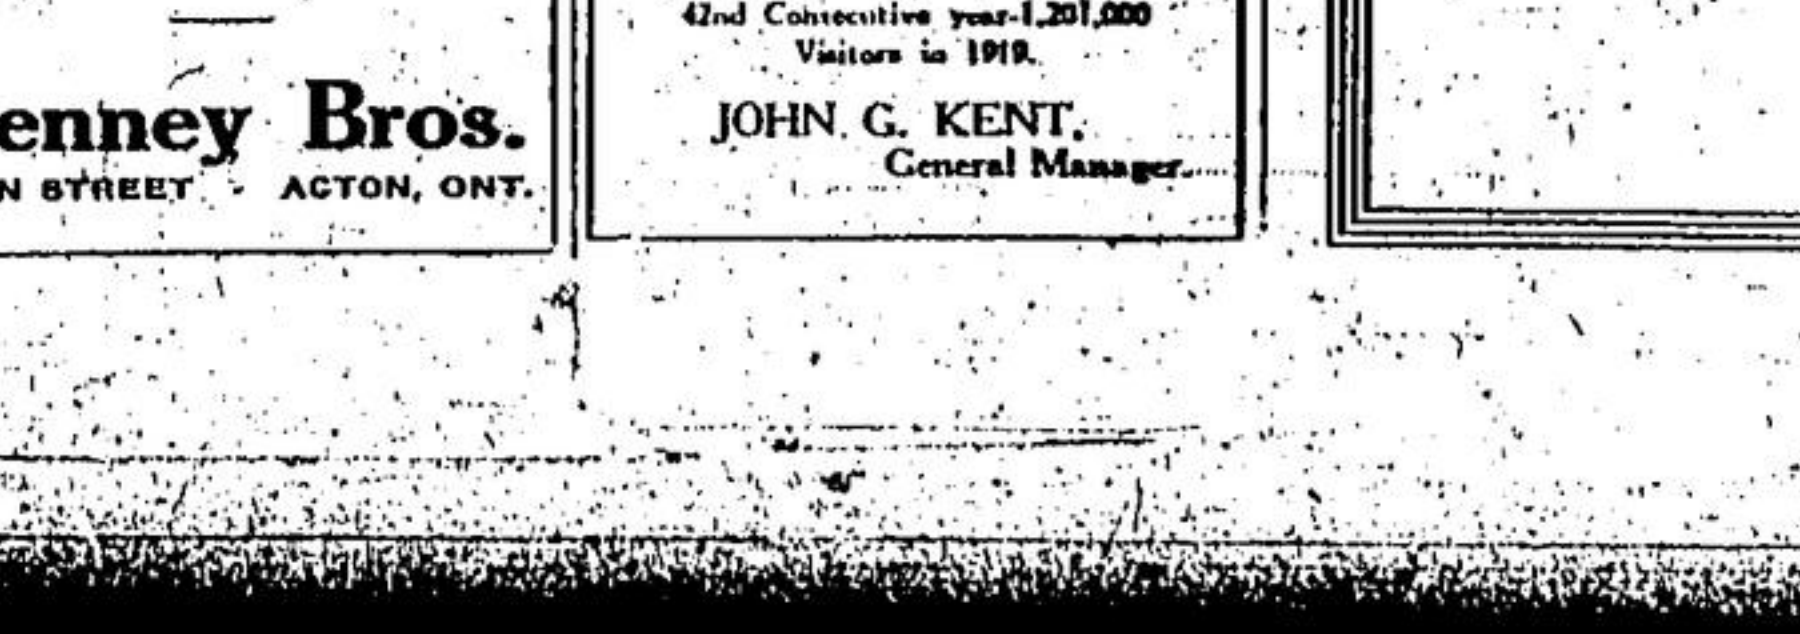 enney Bros.
N STREET - ACTON, ONT.
42nd Consecutive year-1,201,000
Visitors in 1919.
JOHN. G. KENT.
General Manager.